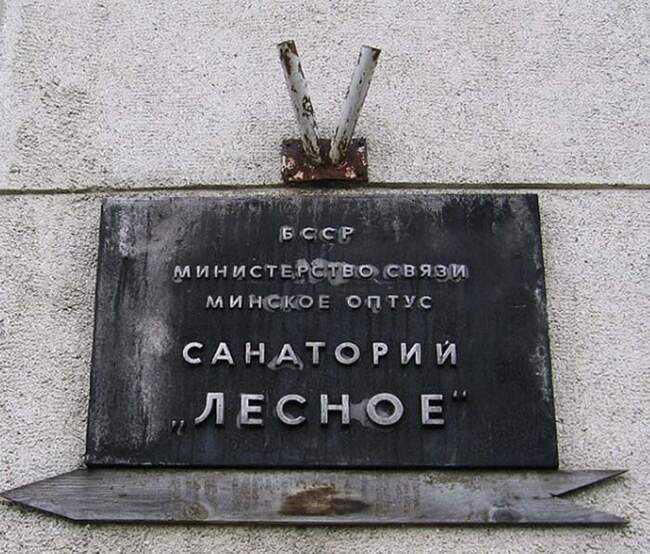 БССР
МИНИСТЕРСТВО СВЯЗИ
МИНСКОЕ ОПТУС
САНАТОРИЙ
„ЛЕСНОЕ“